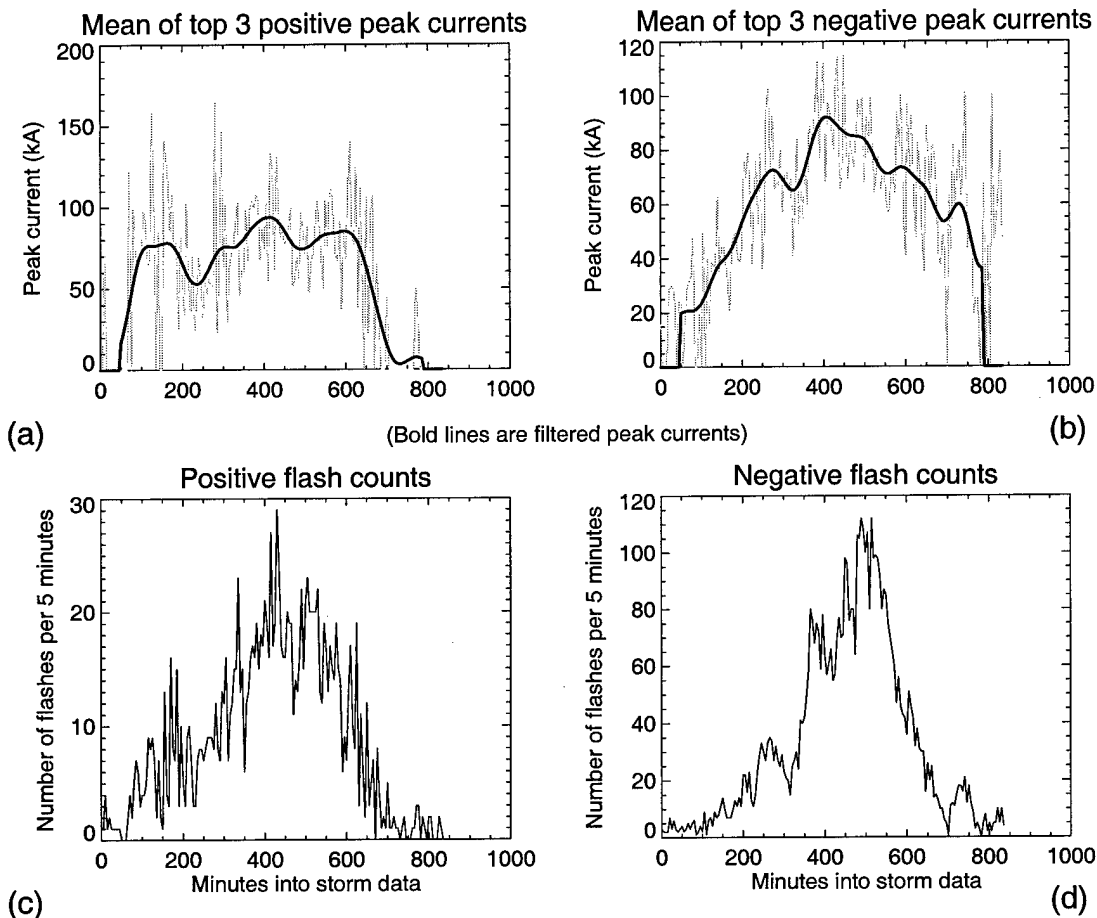 Mean of top 3 positive peak currents
Mean of top 3 negative peak currents
Peak current (kA)
200
150
100
50
0
0 200 400 600 800 1000
Peak current (kA)
120
100
80
60
40
20
0
0 200 400 600 800 1000
(a)
(Bold lines are filtered peak currents)
(b)
Positive flash counts
Negative flash counts
Number of flashes per 5 minutes
30
20
10
0
0 200 400 600 800 1000
Minutes into storm data
Number of flashes per 5 minutes
120
100
80
60
40
20
0
0 200 400 600 800 1000
Minutes into storm data
(c)
(d)